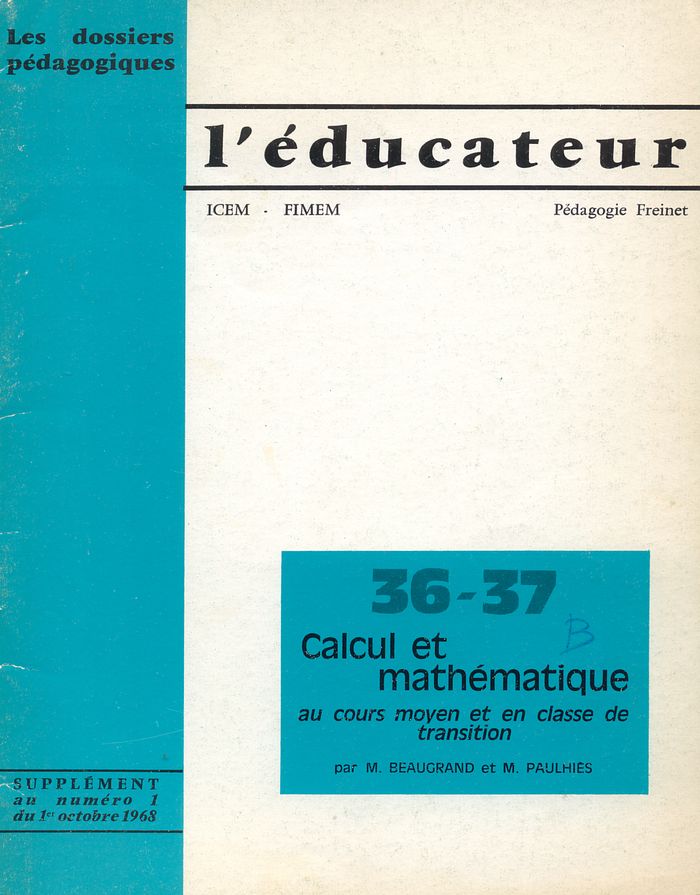 Les dossiers
pédagogiques
l'éducateur
ICEM - FIMEM
Pédagogie Freinet
36-37
B
Calcul et
mathématique
au cours moyen et en classe de
transition
par M. BEAUGRAND et M. PAULHIÈS
SUPPLÉMENT
au numéro 1
du 1er octobre 1968